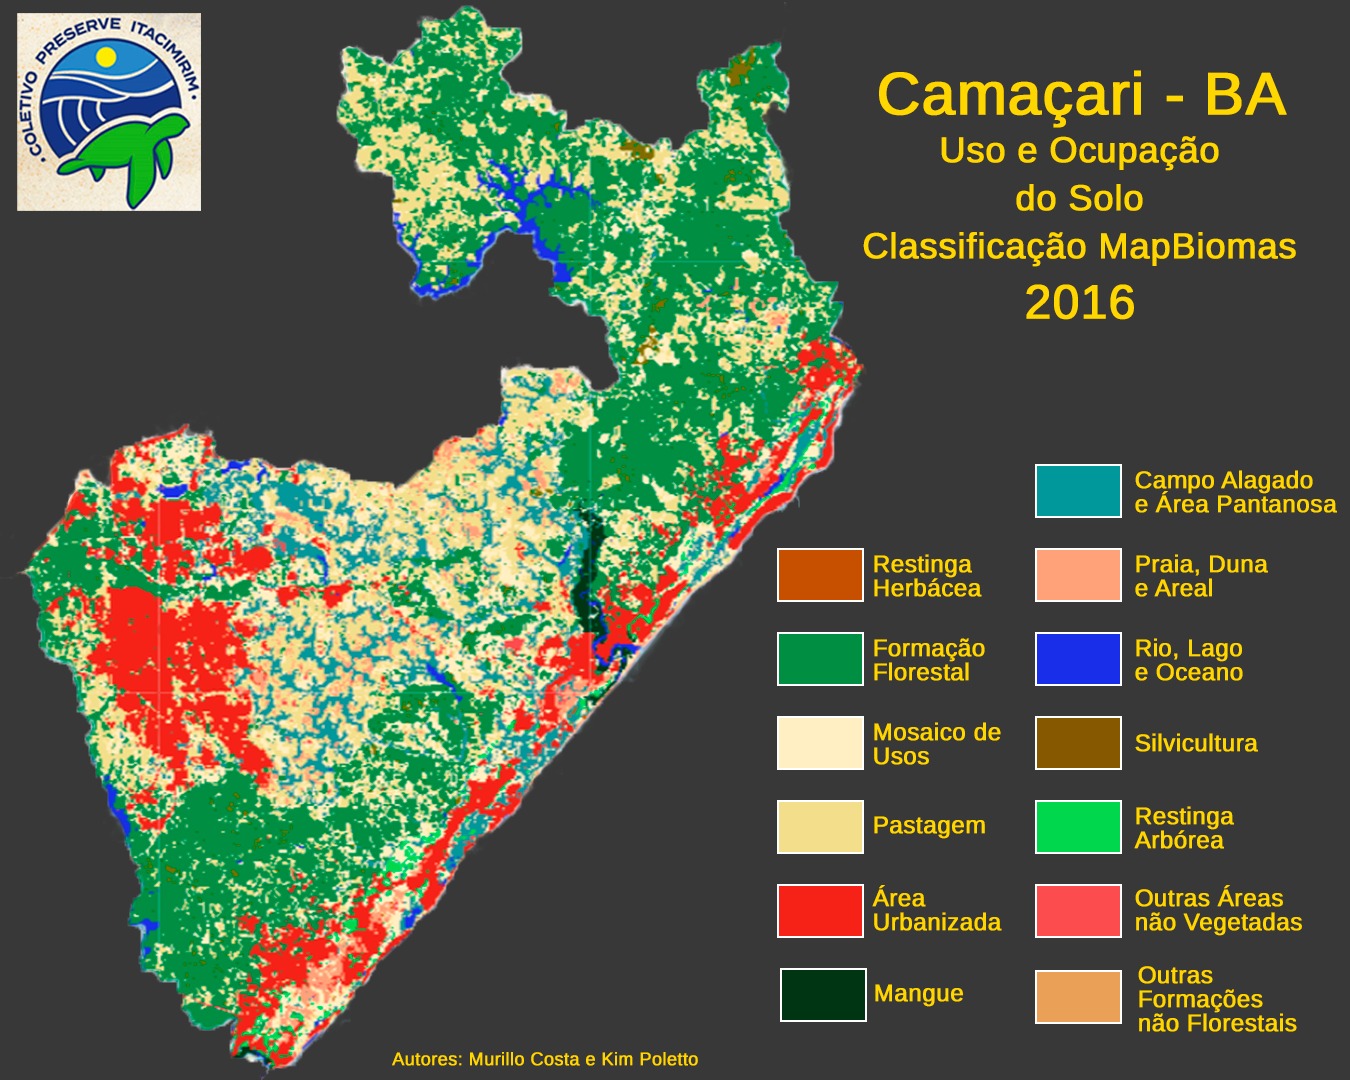 • COLETIVO PRESERVE ITACIMIRIM •
Camaçari - BA
Uso e Ocupação
do Solo
Classificação MapBiomas
2016
Campo Alagado
e Área Pantanosa
Restinga
Herbácea
Praia, Duna
e Areal
Formação
Florestal
Rio, Lago
e Oceano
Mosaico de
Usos
Silvicultura
Pastagem
Restinga
Arbórea
Área
Urbanizada
Outras Áreas
não Vegetadas
Mangue
Outras
Formações
não Florestais
Autores: Murillo Costa e Kim Poletto